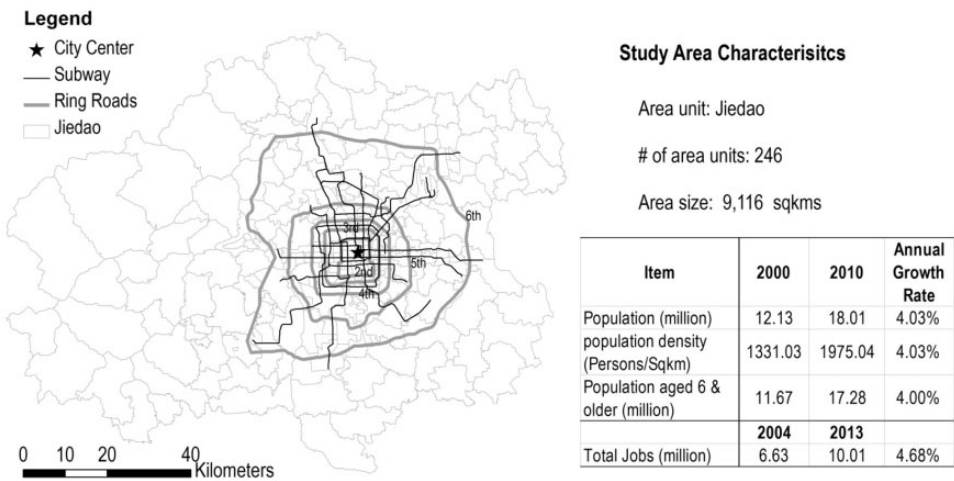 Legend
City Center
Subway
Ring Roads
Jiedao
6th
3rd
5th
2nd
4th
0 10 20 40
Kilometers
Study Area Characterisitcs
Area unit: Jiedao
# of area units: 246
Area size: 9,116 sqkms
Item 2000 2010 Annual Growth Rate
Population (million) 12.13 18.01 4.03%
population density (Persons/Sqkm) 1331.03 1975.04 4.03%
Population aged 6 & older (million) 11.67 17.28 4.00%
2004 2013
Total Jobs (million) 6.63 10.01 4.68%